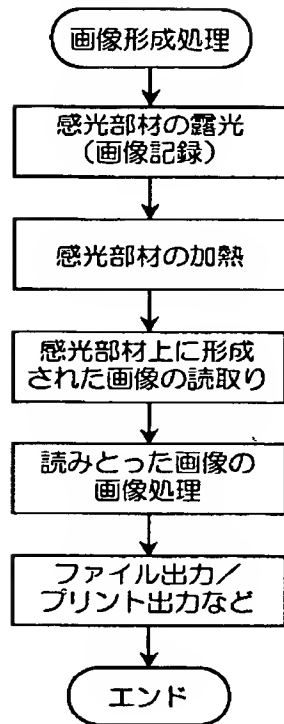 画像形成処理
感光部材の露光
(画像記録)
感光部材の加熱
感光部材上に形成
された画像の読取り
読みとった画像の
画像処理
ファイル出力／
プリント出力など
エンド